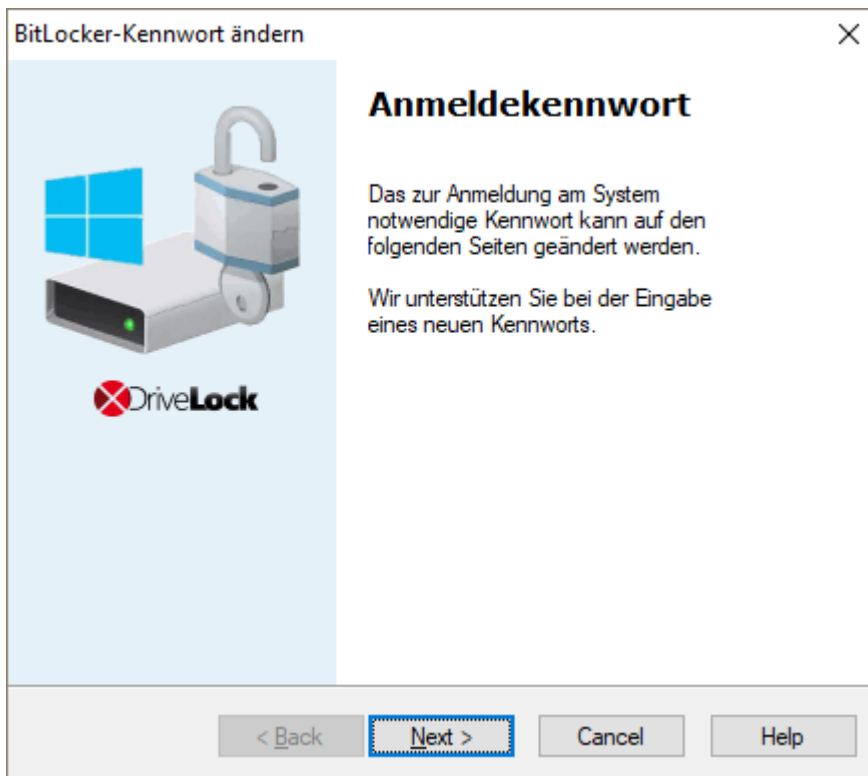 BitLocker-Kennwort ändern
Anmeldekennwort
Das zur Anmeldung am System
notwendige Kennwort kann auf den
folgenden Seiten geändert werden.
Wir unterstützen Sie bei der Eingabe
eines neuen Kennworts.
DriveLock
< Back
Next >
Cancel
Help